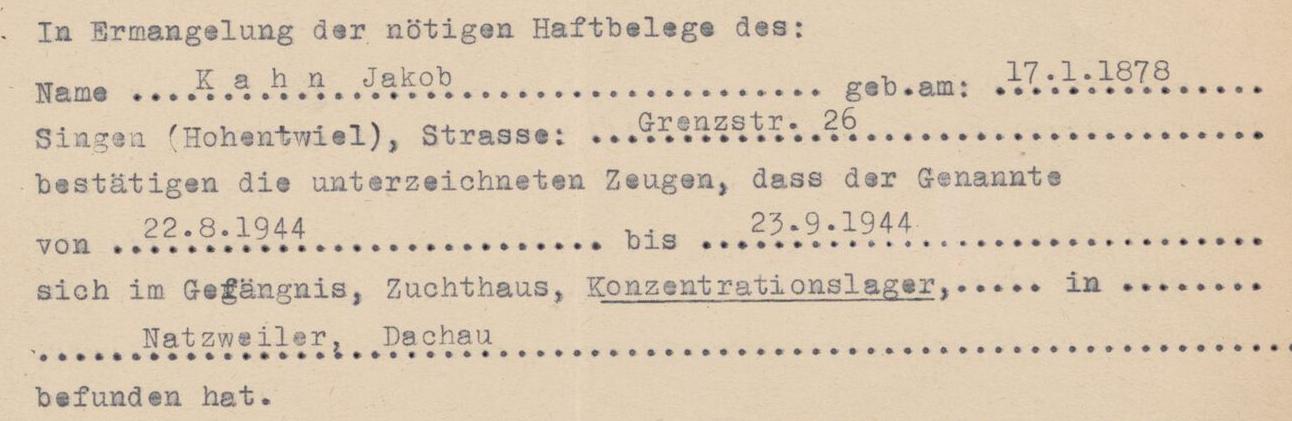 In Ermangelung der nötigen Haftbelege des:
Name .... K a h n Jakob .... geb.am: .... 17.1.1878 ....
Singen (Hohentwiel), Strasse: .... Grenzstr. 26 ....
bestätigen die unterzeichneten Zeugen, dass der Genannte
von .... 22.8.1944 .... bis .... 23.9.1944 ....
sich im Gefängnis, Zuchthaus, Konzentrationslager,..... in ........
.... Natzweiler, Dachau ....
befunden hat.